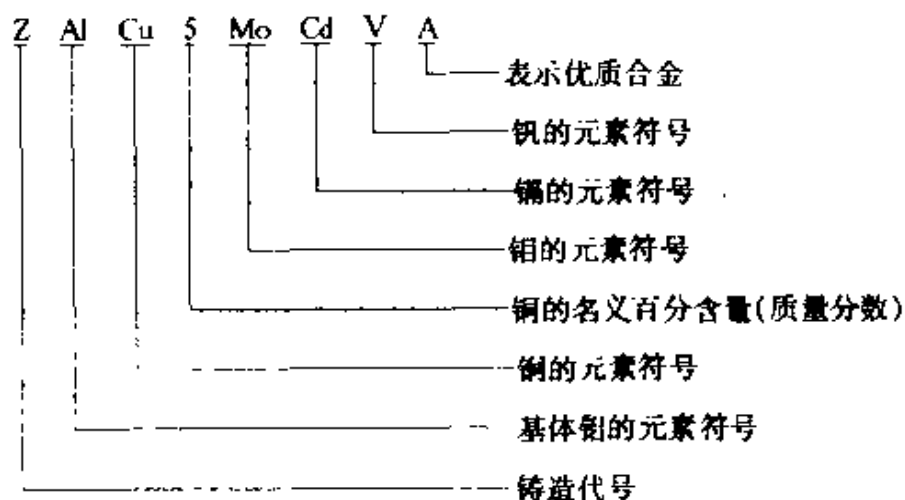 Z Al Cu 5 Mo Cd V A
表示优质合金
钒的元素符号
镉的元素符号
钼的元素符号
铜的名义百分含量(质量分数)
铜的元素符号
基体铝的元素符号
铸造代号